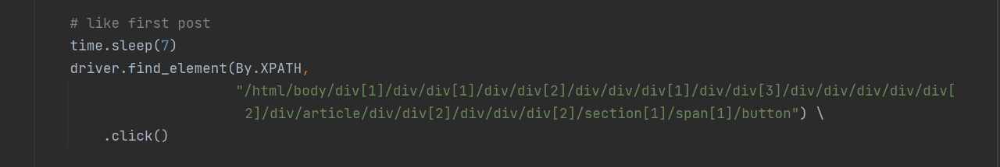 # like first post
time.sleep(7)
driver.find_element(By.XPATH,
"/html/body/div[1]/div/div[1]/div/div[2]/div/div/div[1]/div/div[3]/div/div/div/div/div[
2]/div/article/div/div[2]/div/div/div[2]/section[1]/span[1]/button") \
.click()